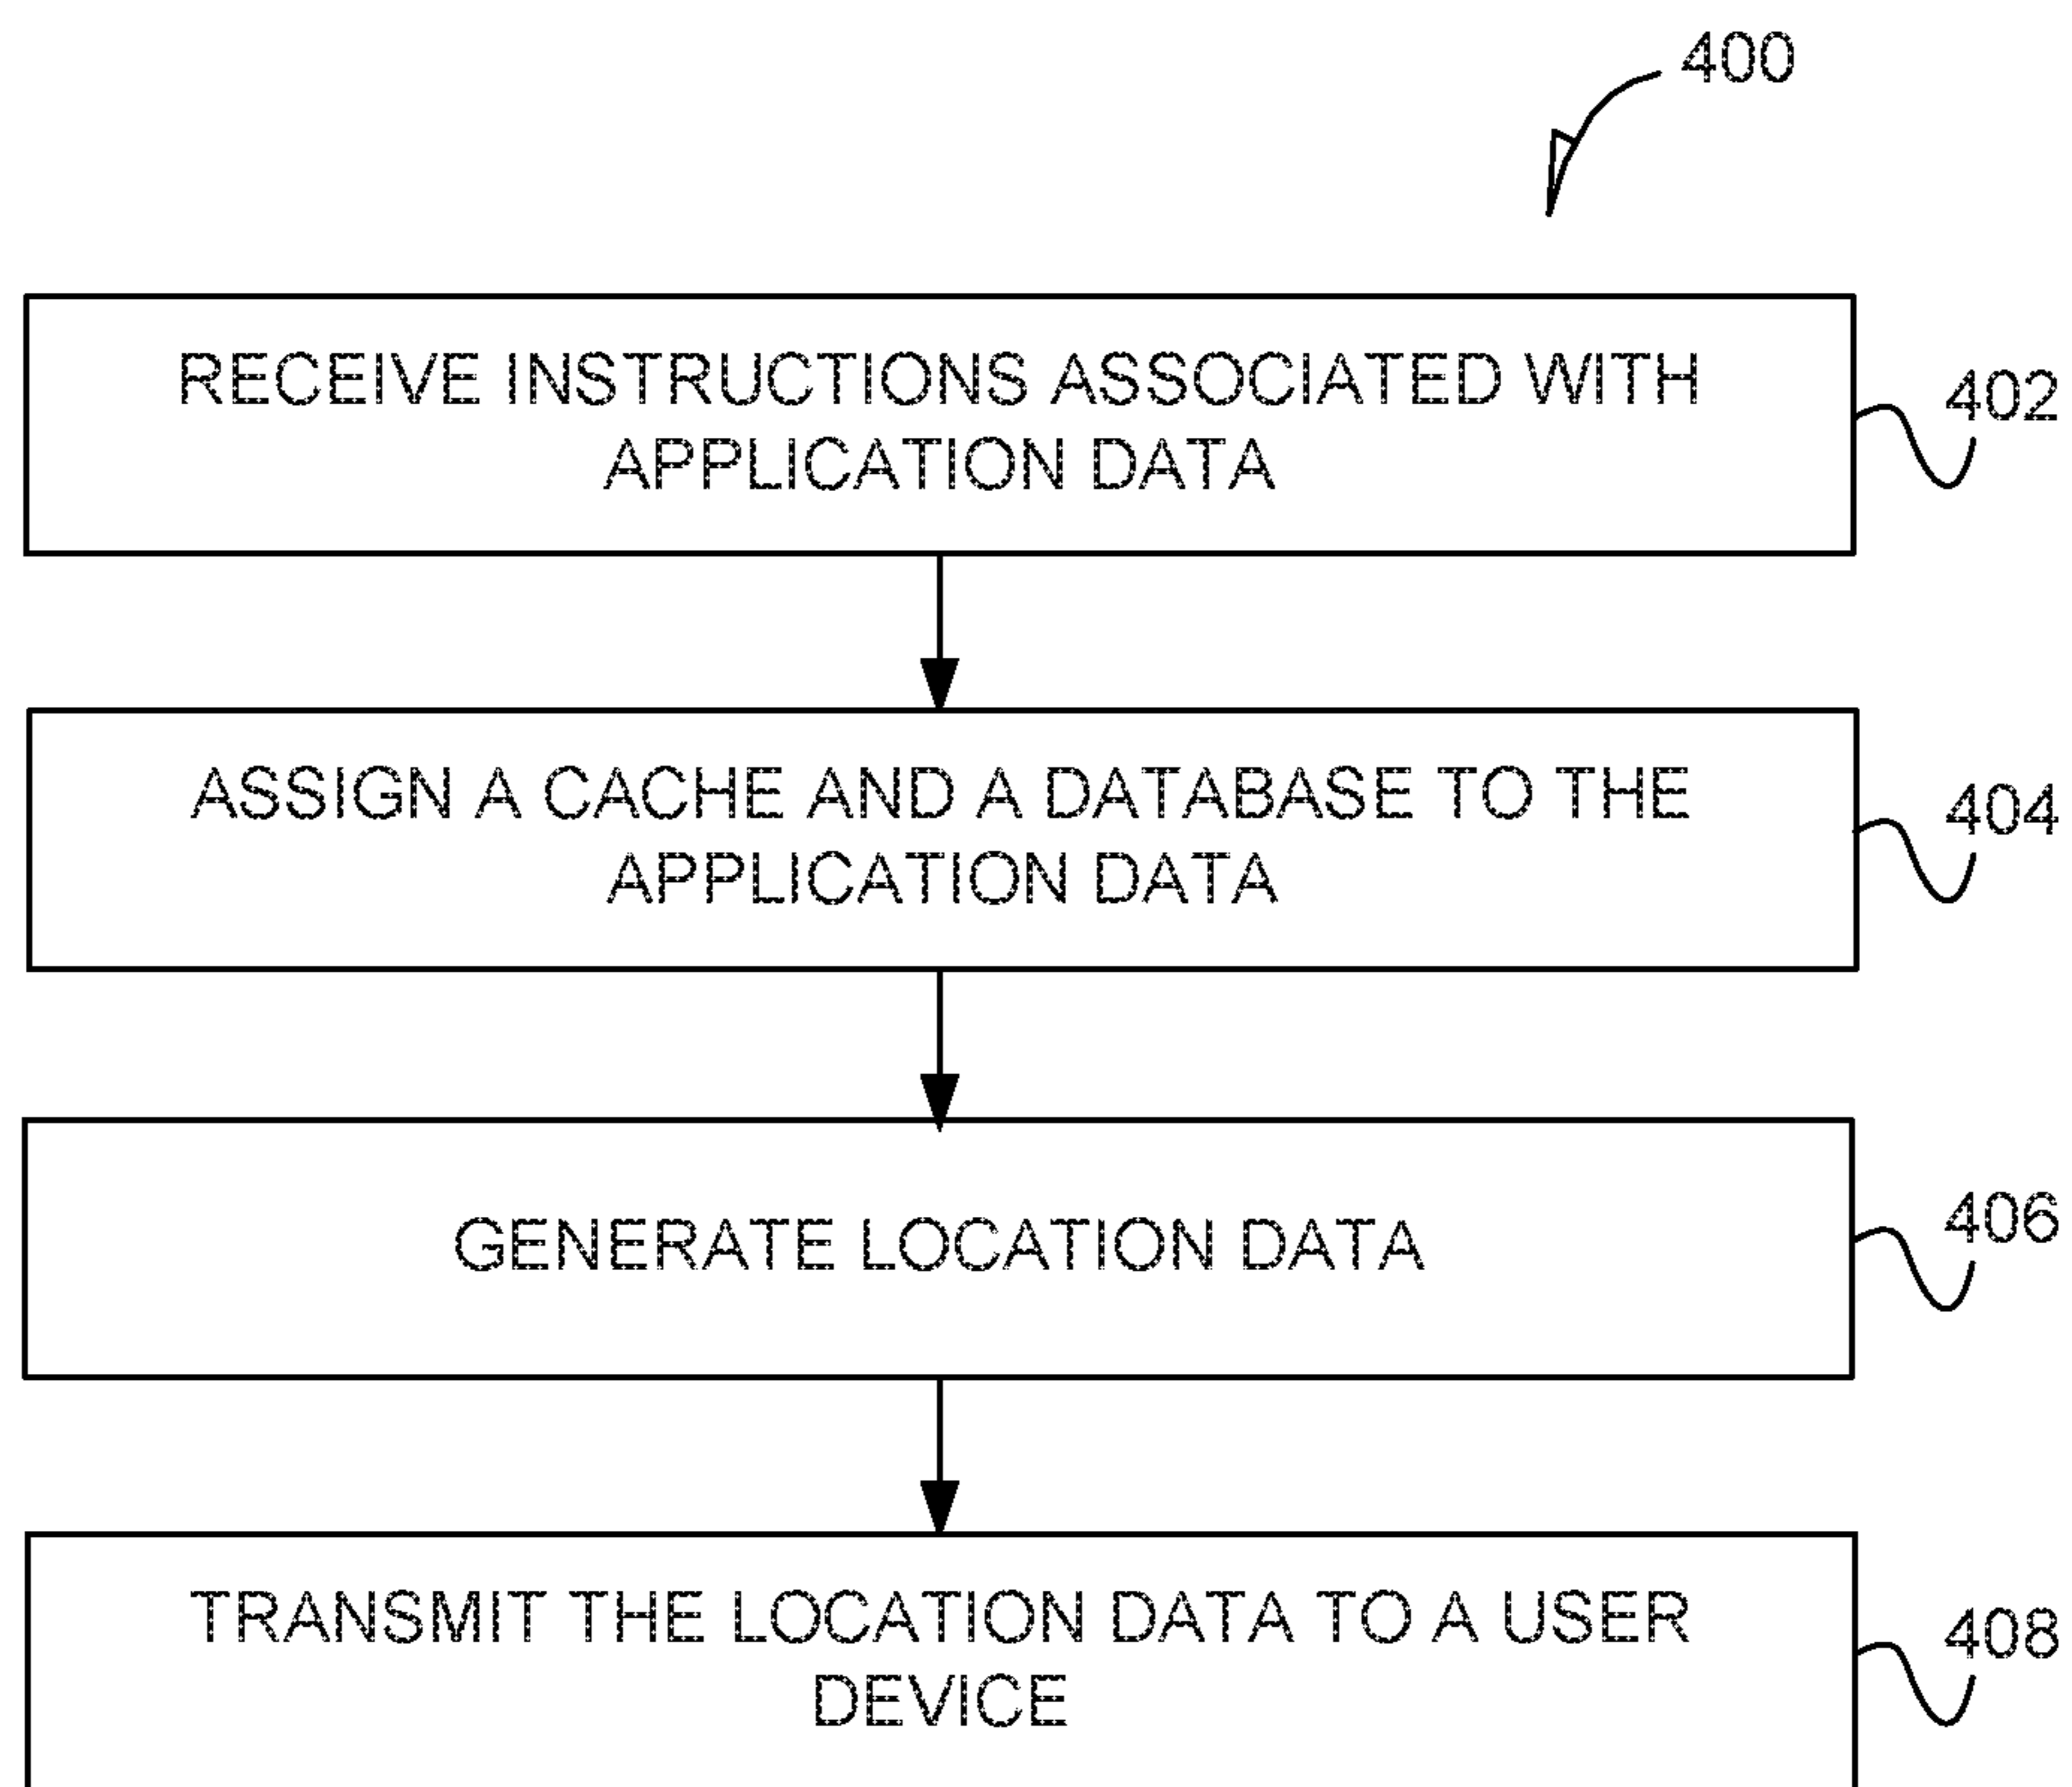 400
RECEIVE INSTRUCTIONS ASSOCIATED WITH
APPLICATION DATA
402
ASSIGN A CACHE AND A DATABASE TO THE
APPLICATION DATA
404
GENERATE LOCATION DATA
406
TRANSMIT THE LOCATION DATA TO A USER
DEVICE
408